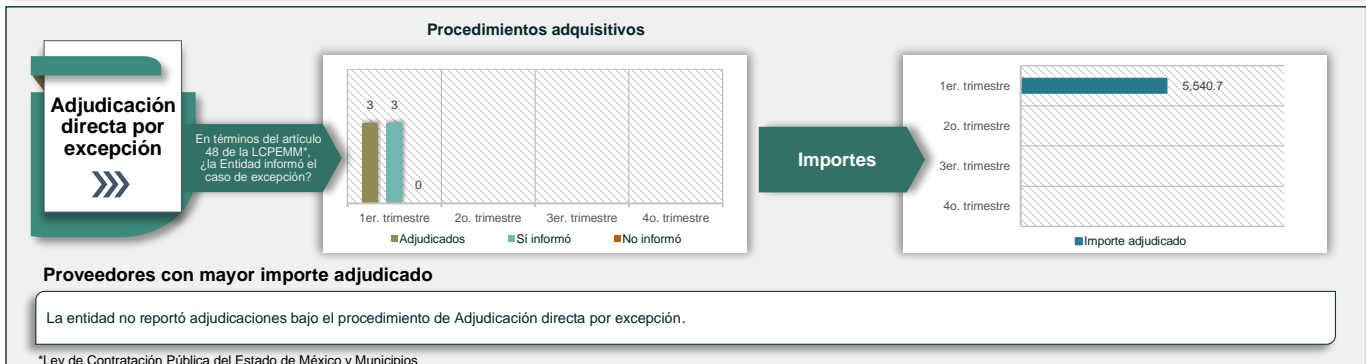 Procedimientos adquisitivos
Adjudicación
directa por
excepción
En términos del artículo
48 de la LCPEMM*,
¿la Entidad informó el
caso de excepción?
3 3
0
1er. trimestre 2o. trimestre 3er. trimestre 4o. trimestre
Adjudicados Sí informó No informó
Importes
1er. trimestre 5,540.7
2o. trimestre
3er. trimestre
4o. trimestre
Importe adjudicado
Proveedores con mayor importe adjudicado
La entidad no reportó adjudicaciones bajo el procedimiento de Adjudicación directa por excepción.
*Ley de Contratación Pública del Estado de México y Municipios